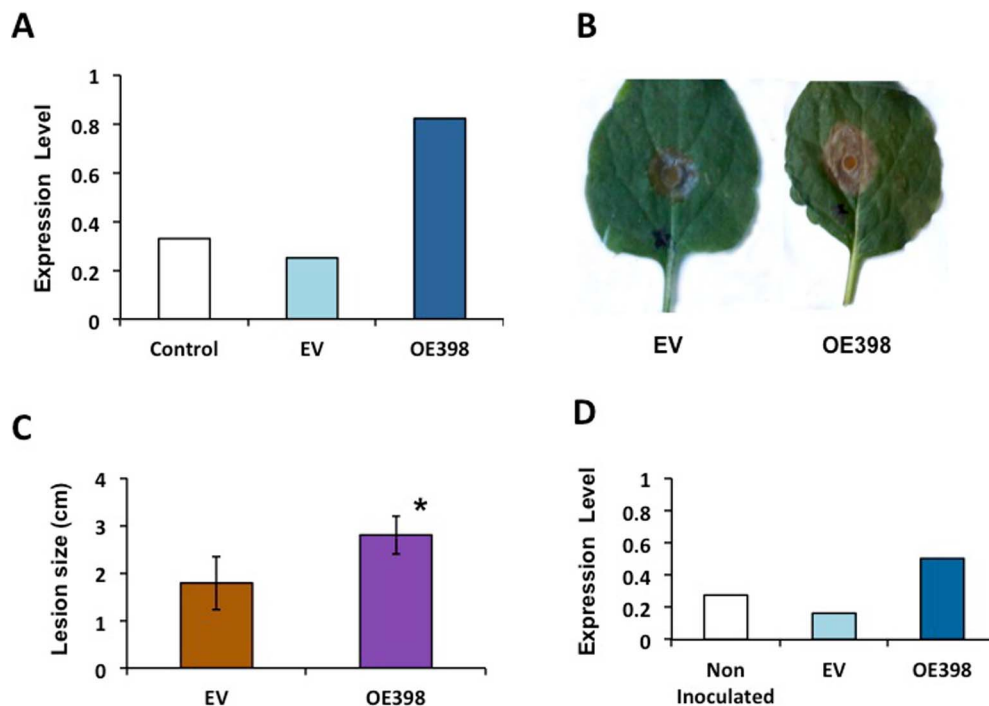 A
Expression Level
1
0.8
0.6
0.4
0.2
0
Control EV OE398
B
EV OE398
C
Lesion size (cm)
4
3
2
1
0
*
EV OE398
D
Expression Level
1
0.8
0.6
0.4
0.2
0
Non
Inoculated EV OE398